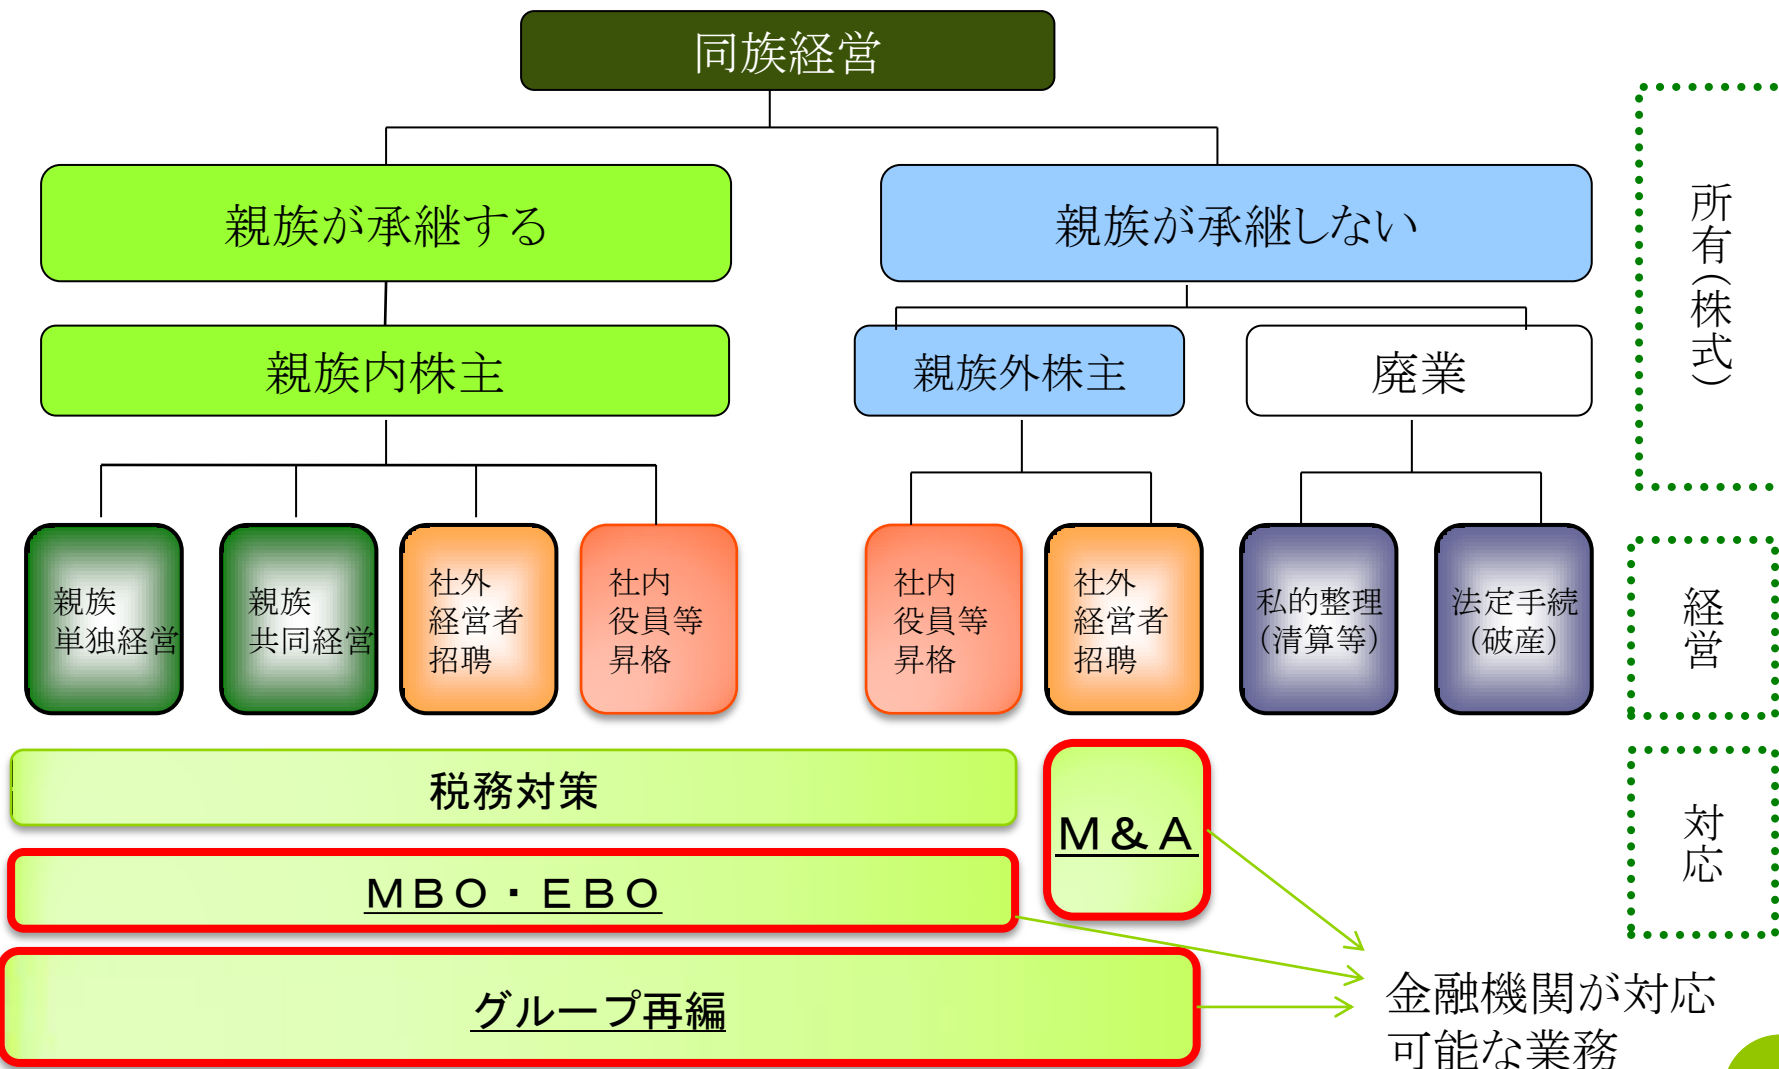 同族経営
親族が承継する
親族が承継しない
所有(株式)
親族内株主
親族外株主
廃業
親族
単独経営
親族
共同経営
社外
経営者
招聘
社内
役員等
昇格
社内
役員等
昇格
社外
経営者
招聘
私的整理
(清算等)
法定手続
(破産)
経営
税務対策
M&A
対応
MBO・EBO
グループ再編
金融機関が対応
可能な業務